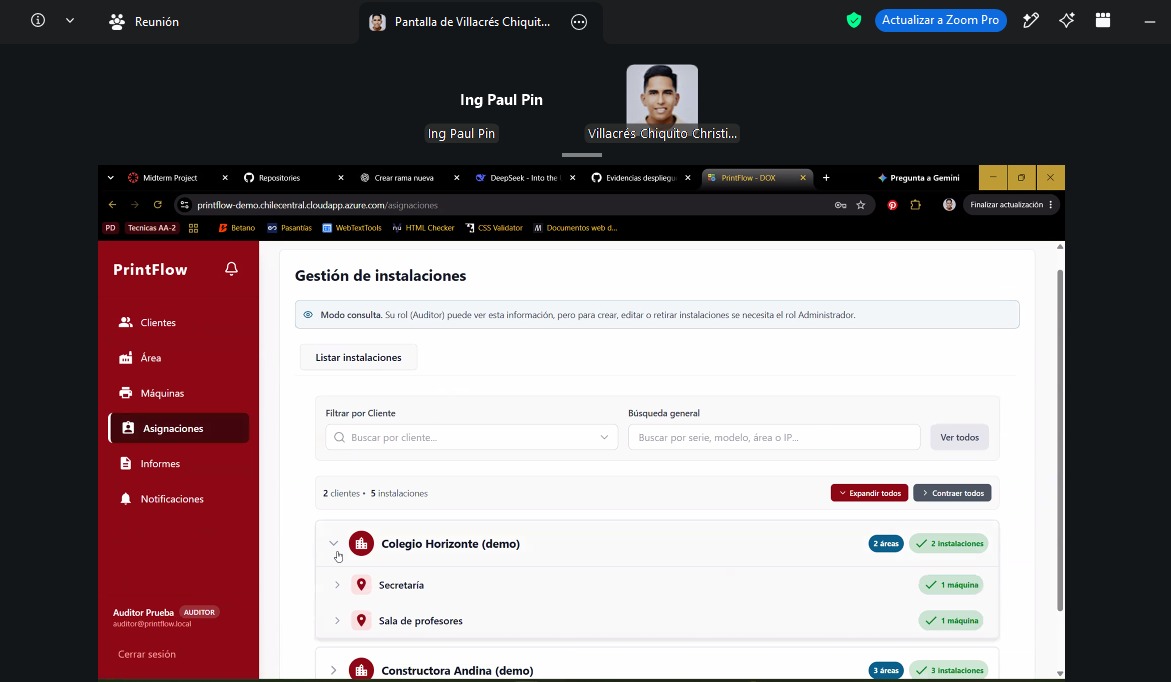 Reunión
Pantalla de Villacrés Chiquit...
Actualizar a Zoom Pro
Ing Paul Pin
Ing Paul Pin
Villacrés Chiquito Christi...
Midterm Project
Repositories
Crear rama nueva
DeepSeek - Into the
Evidencias desplieg
PrintFlow - DOX
Pregunta a Gemini
printflow-demo.chilecentral.cloudapp.azure.com/asignaciones
Finalizar actualización
PD
Tecnicas AA-2
Betano
Pasantías
WebTextTools
HTML Checker
CSS Validator
Documentos web d...
PrintFlow
Clientes
Área
Máquinas
Asignaciones
Informes
Notificaciones
Auditor Prueba AUDITOR
auditor@printflow.local
Cerrar sesión
Gestión de instalaciones
Modo consulta. Su rol (Auditor) puede ver esta información, pero para crear, editar o retirar instalaciones se necesita el rol Administrador.
Listar instalaciones
Filtrar por Cliente
Búsqueda general
Buscar por cliente...
Buscar por serie, modelo, área o IP...
Ver todos
2 clientes • 5 instalaciones
Expandir todos
Contraer todos
Colegio Horizonte (demo)
2 áreas
2 instalaciones
Secretaría
1 máquina
Sala de profesores
1 máquina
Constructora Andina (demo)
3 áreas
3 instalaciones